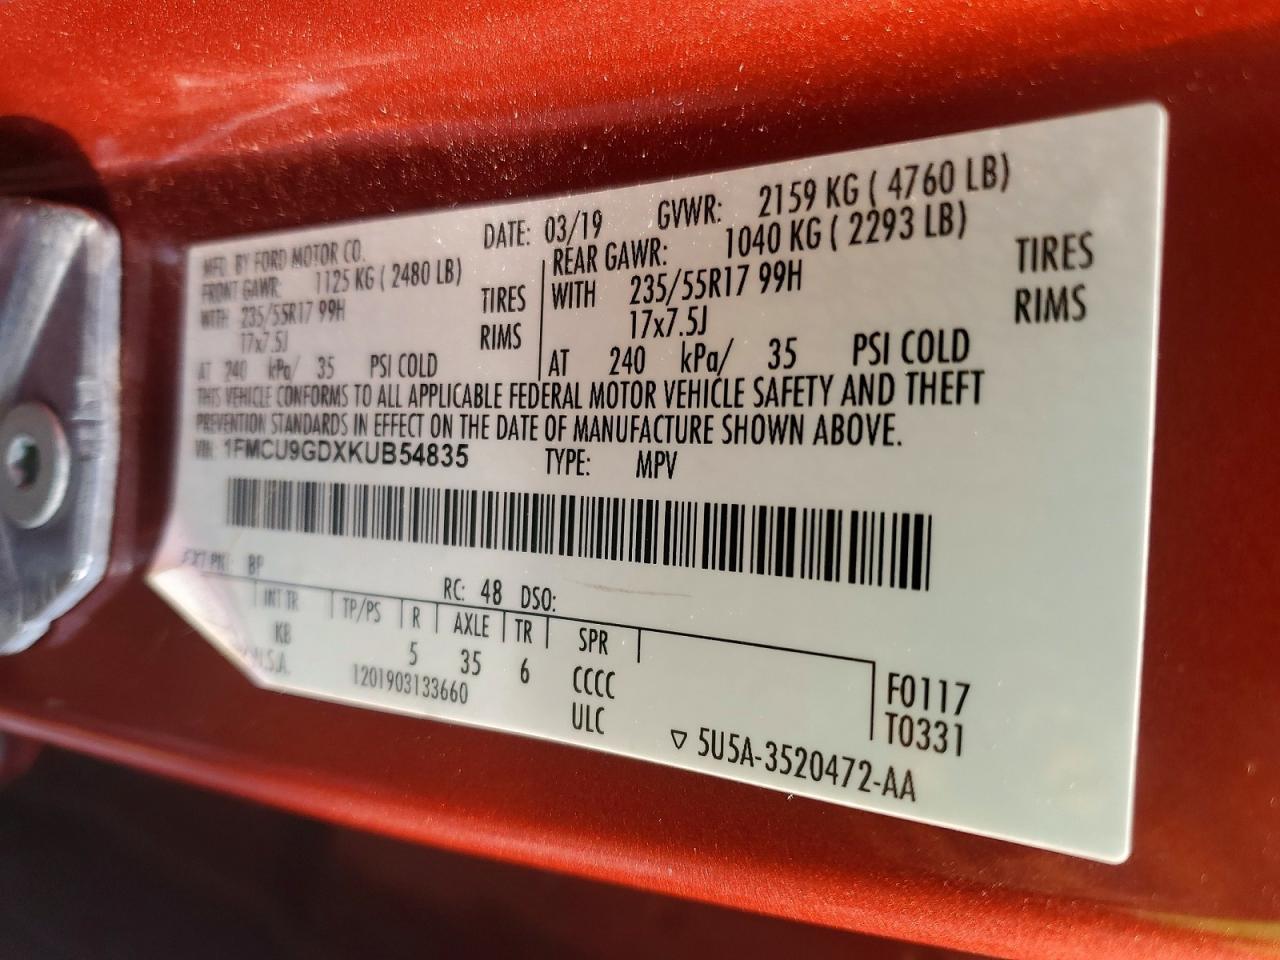 MFD. BY FORD MOTOR CO. DATE: 03/19 GVWR: 2159 KG ( 4760 LB)
FRONT GAWR: 1125 KG ( 2480 LB) REAR GAWR: 1040 KG ( 2293 LB)
WITH 235/55R17 99H TIRES WITH 235/55R17 99H TIRES
17x7.5J RIMS 17x7.5J RIMS
AT 240 kPa/ 35 PSI COLD AT 240 kPa/ 35 PSI COLD
THIS VEHICLE CONFORMS TO ALL APPLICABLE FEDERAL MOTOR VEHICLE SAFETY AND THEFT
PREVENTION STANDARDS IN EFFECT ON THE DATE OF MANUFACTURE SHOWN ABOVE.
VIN: 1FMCU9GDXKUB54835 TYPE: MPV
EXT PNT: RC: 48 DSO:
INT TR TP/PS R AXLE TR SPR
KB 5 35 6 CCCC F0117
1201903133660 ULC T0331
▽ 5U5A-3520472-AA